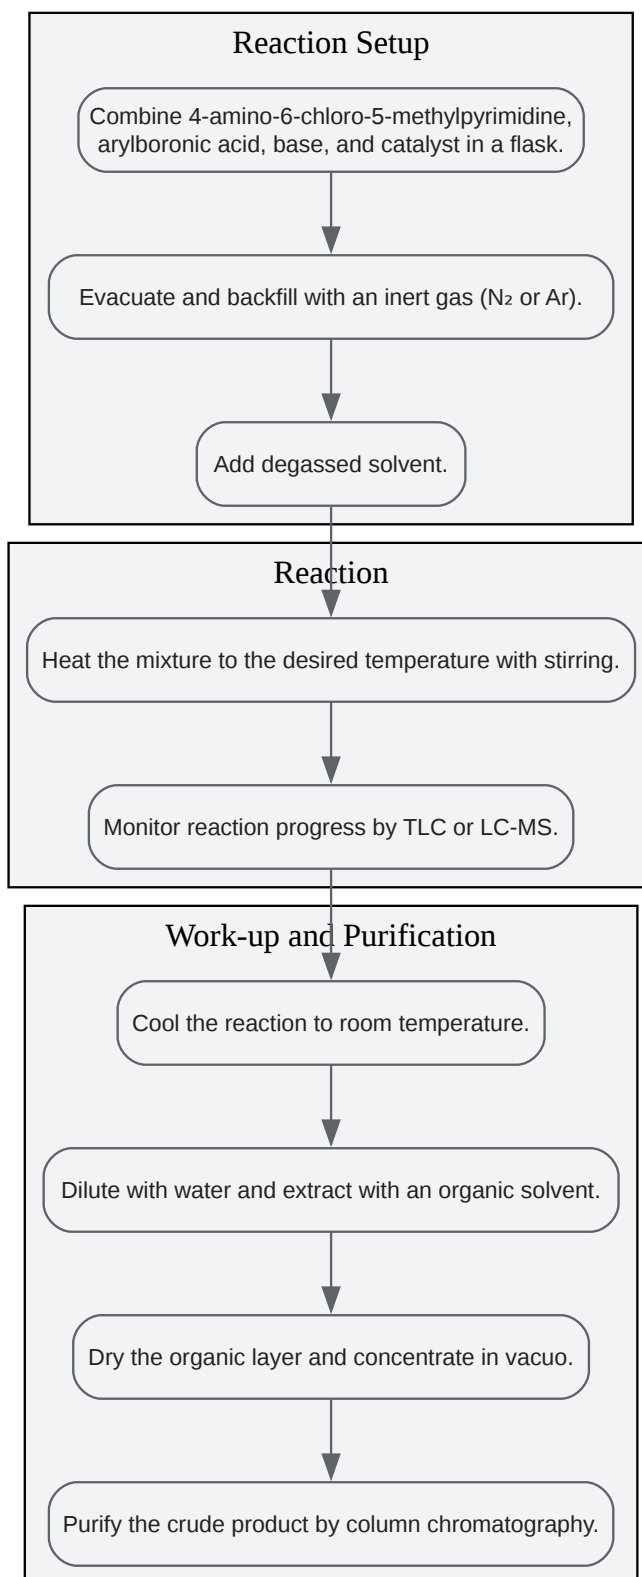 Reaction Setup
Combine 4-amino-6-chloro-5-methylpyrimidine,
arylboronic acid, base, and catalyst in a flask.
Evacuate and backfill with an inert gas (N₂ or Ar).
Add degassed solvent.
Reaction
Heat the mixture to the desired temperature with stirring.
Monitor reaction progress by TLC or LC-MS.
Work-up and Purification
Cool the reaction to room temperature.
Dilute with water and extract with an organic solvent.
Dry the organic layer and concentrate in vacuo.
Purify the crude product by column chromatography.